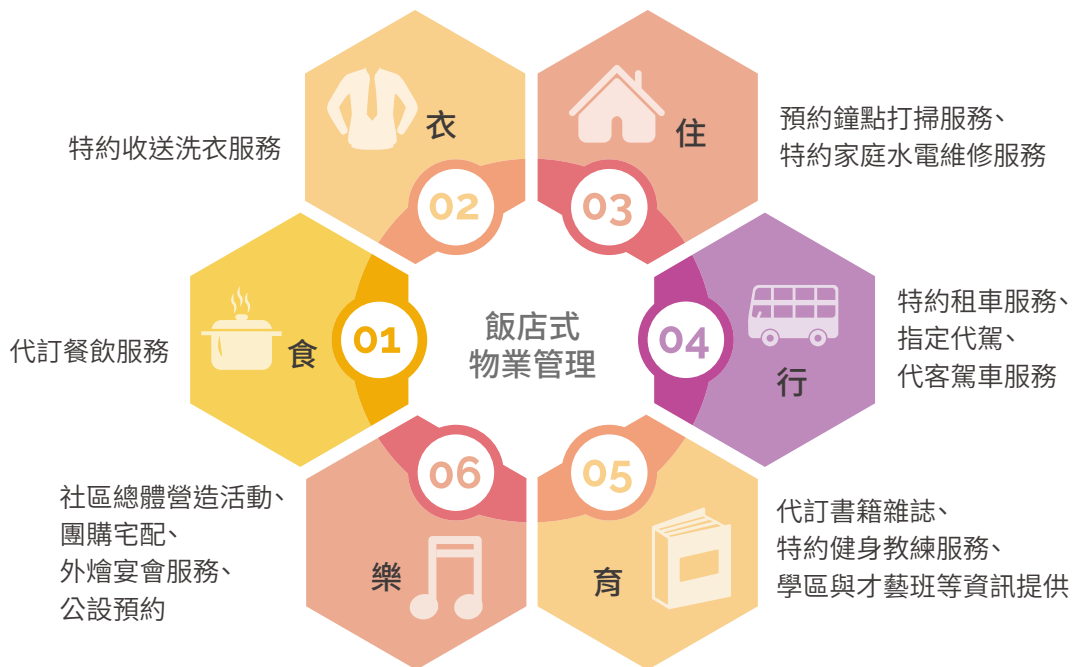 飯店式
物業管理
01
食
代訂餐飲服務
02
衣
特約收送洗衣服務
03
住
預約鐘點打掃服務、
特約家庭水電維修服務
04
行
特約租車服務、
指定代駕、
代客駕車服務
05
育
代訂書籍雜誌、
特約健身教練服務、
學區與才藝班等資訊提供
06
樂
社區總體營造活動、
團購宅配、
外燴宴會服務、
公設預約